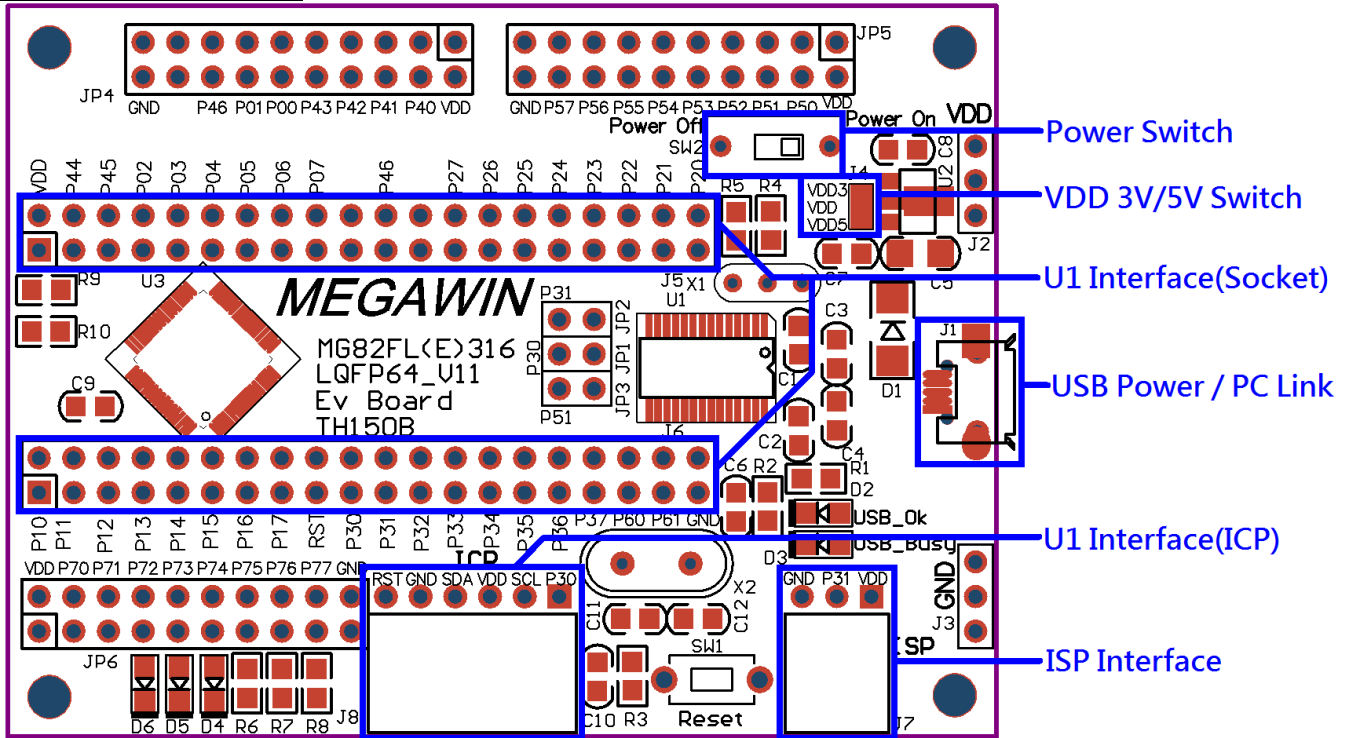 JP5
JP4
GND P46 P01 P00 P43 P42 P41 P40 VDD
GND P57 P56 P55 P54 P53 P52 P51 P50 VDD
Power Off
Power On
VDD
SW2
C8
Power Switch
VDD P44 P45 P02 P03 P04 P05 P06 P07 P46 P27 P26 P25 P24 P23 P22 P21 P20
R5 R4
J4
U2
VDD3
VDD
VDD5
VDD 3V/5V Switch
J2
R9
U3
MEGAWIN
P31
JP2
J5 X1
U1
C7
C5
U1 Interface(Socket)
R10
C3
J1
MG82FL(E)316
P30
JP1
LQFP64_V11
C1
D1
USB Power / PC Link
C9
Ev Board
P51
JP3
TH150B
J6
C2
C4
C6 R2
R1
D2
P10 P11 P12 P13 P14 P15 P16 P17 RST P30 P31 P32 P33 P34 P35 P36 P37 P60 P61 GND
USB_Ok
USB_Busy
D3
U1 Interface(ICP)
ICP
VDD P70 P71 P72 P73 P74 P75 P76 P77 GND
RST GND SDA VDD SCL P30
X2
GND P31 VDD
GND
J3
C11
C12
JP6
SW1
ISP
ISP Interface
D6 D5 D4 R6 R7 R8
J8
C10 R3
Reset
J7